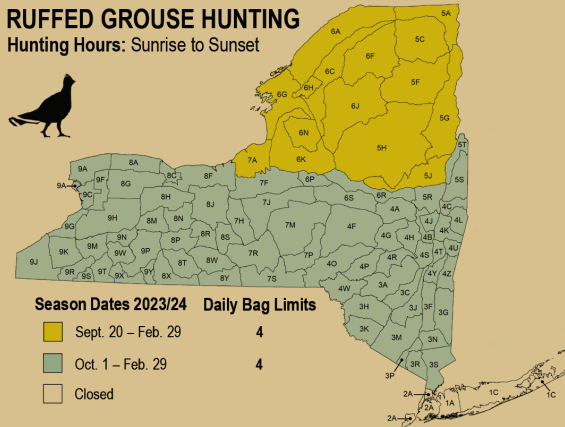 RUFFED GROUSE HUNTING
Hunting Hours: Sunrise to Sunset
5A
6A
5C
6F
6C
5F
6H
6G
6J
5G
6N
5H
7A
6K
5J
5T
9A
8A
8C
8F
7F
6P
5S
9A
9F
8G
6S
6R
5R
9C
8H
8J
7J
4A
4C
9G
9H
8M
8N
7H
7M
4F
4J
4L
4G
4H
4B
4K
9K
9M
9N
8P
8R
8S
7P
4P
4R
4S
4T
4U
9J
9P
8W
4O
9R
9S
9T
9W
9X
9Y
8T
8X
8Y
7R
7S
4Y
4Z
4W
3A
3C
3H
3J
3F
3G
3K
3M
3N
3P
3R
3S
2A
1C
1C
1A
2A
2A
Season Dates 2023/24 Daily Bag Limits
Sept. 20 – Feb. 29 4
Oct. 1 – Feb. 29 4
Closed